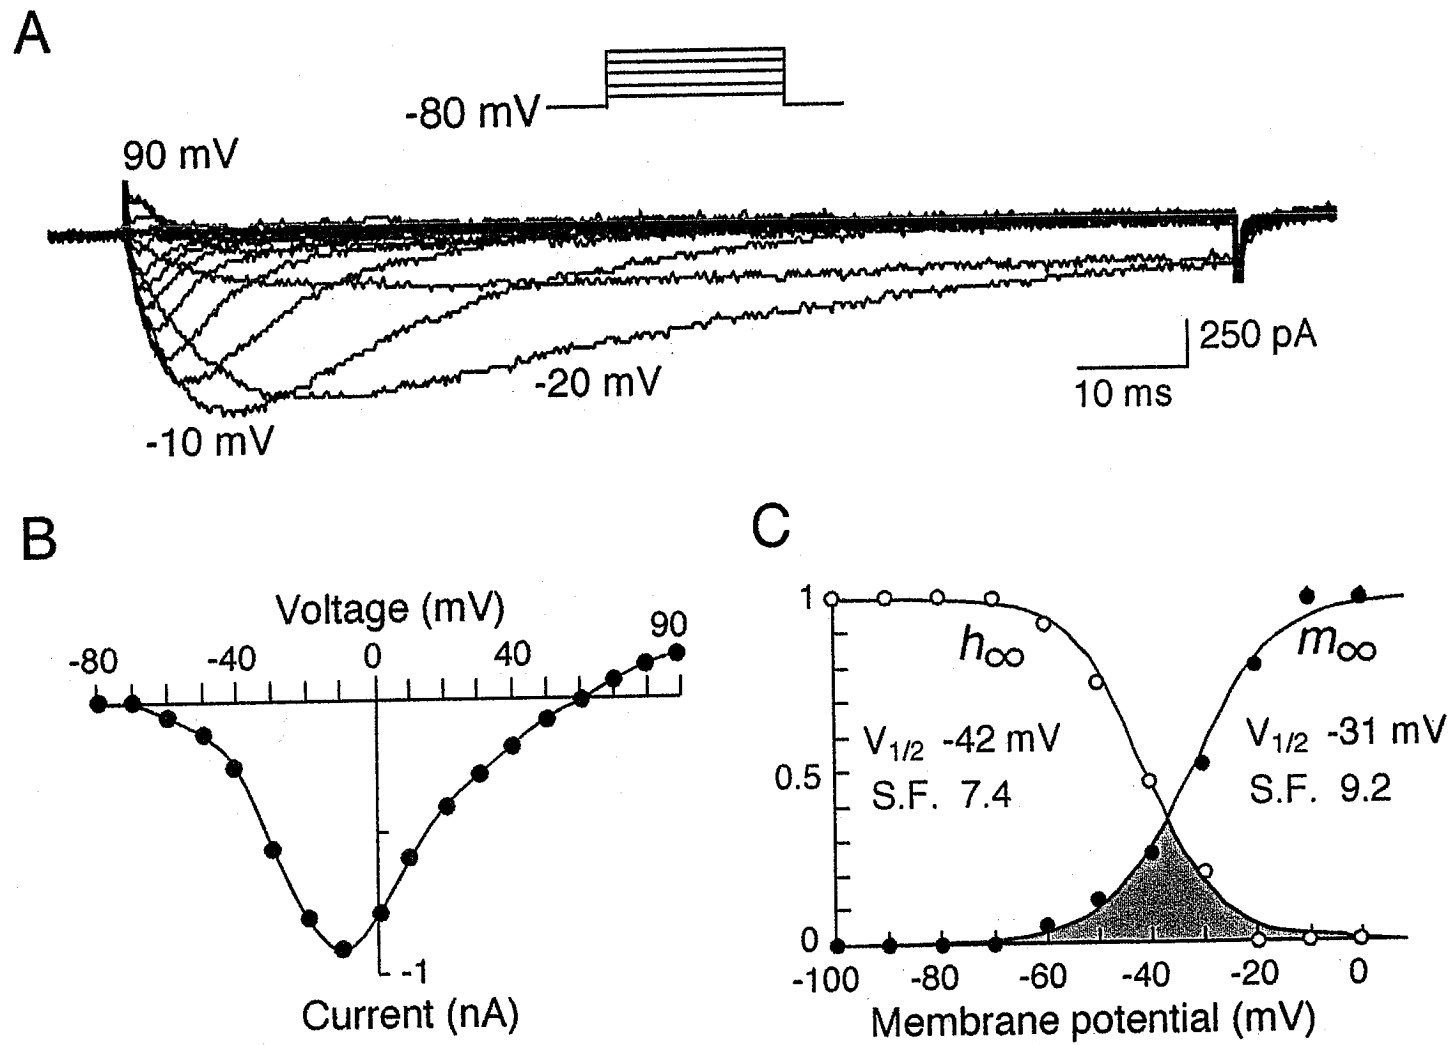 A
-80 mV
90 mV
250 pA
10 ms
-20 mV
-10 mV
B
Voltage (mV)
-80 -40 0 40 90
-1
Current (nA)
C
1
h∞ m∞
V1/2 -42 mV V1/2 -31 mV
0.5
S.F. 7.4 S.F. 9.2
0
-100 -80 -60 -40 -20 0
Membrane potential (mV)